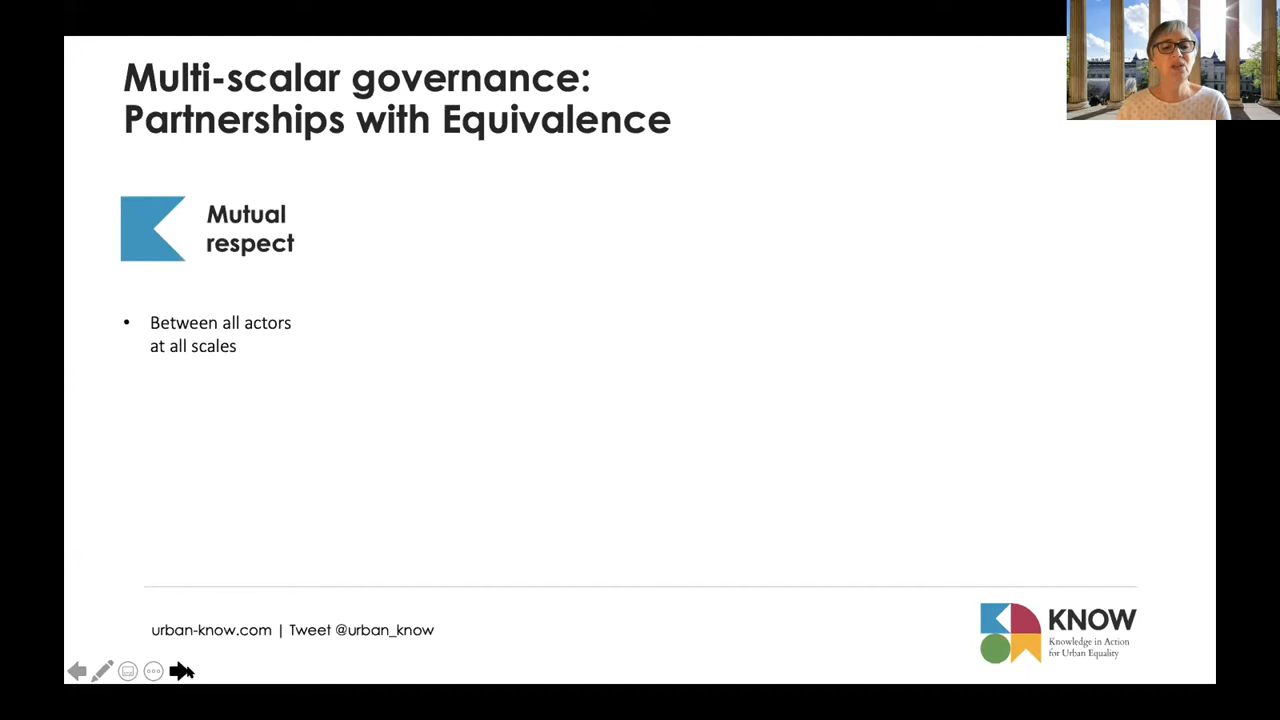 Multi-scalar governance:
Partnerships with Equivalence
Mutual
respect
• Between all actors
at all scales
urban-know.com | Tweet @urban_know
KNOW
Knowledge in Action
for Urban Equality